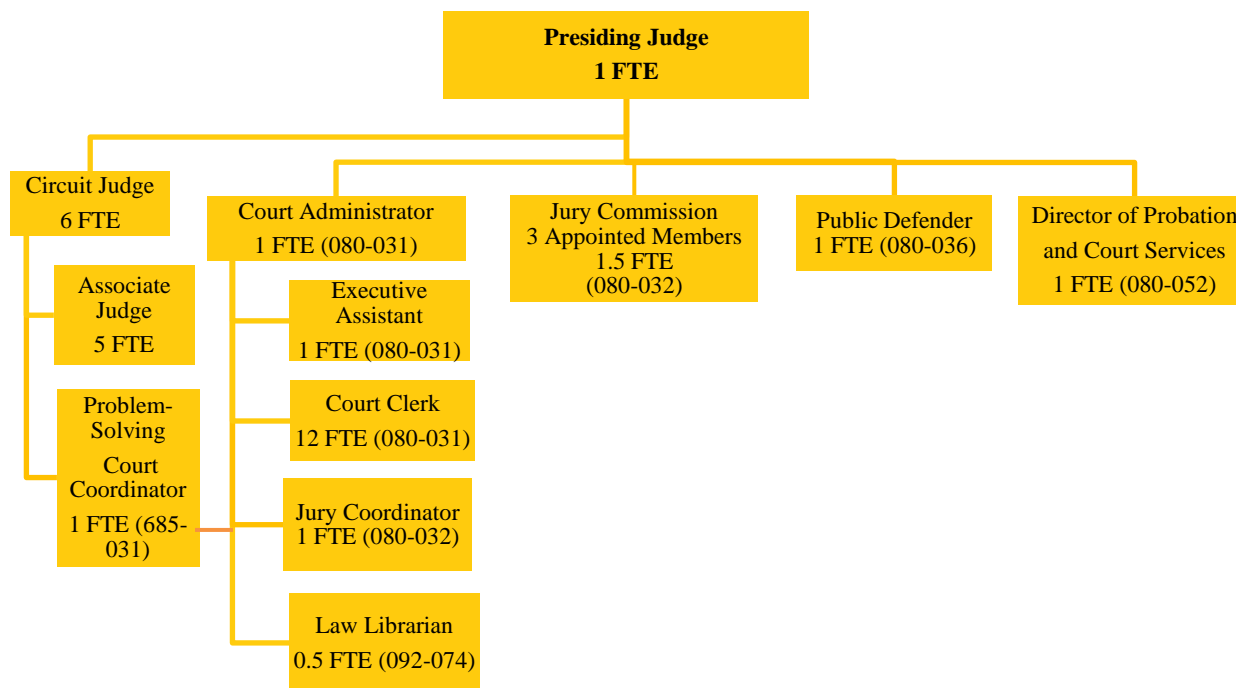 Presiding Judge
1 FTE
Circuit Judge
6 FTE
Associate
Judge
5 FTE
Problem-
Solving
Court
Coordinator
1 FTE (685-
031)
Court Administrator
1 FTE (080-031)
Executive
Assistant
1 FTE (080-031)
Court Clerk
12 FTE (080-031)
Jury Coordinator
1 FTE (080-032)
Law Librarian
0.5 FTE (092-074)
Jury Commission
3 Appointed Members
1.5 FTE
(080-032)
Public Defender
1 FTE (080-036)
Director of Probation
and Court Services
1 FTE (080-052)